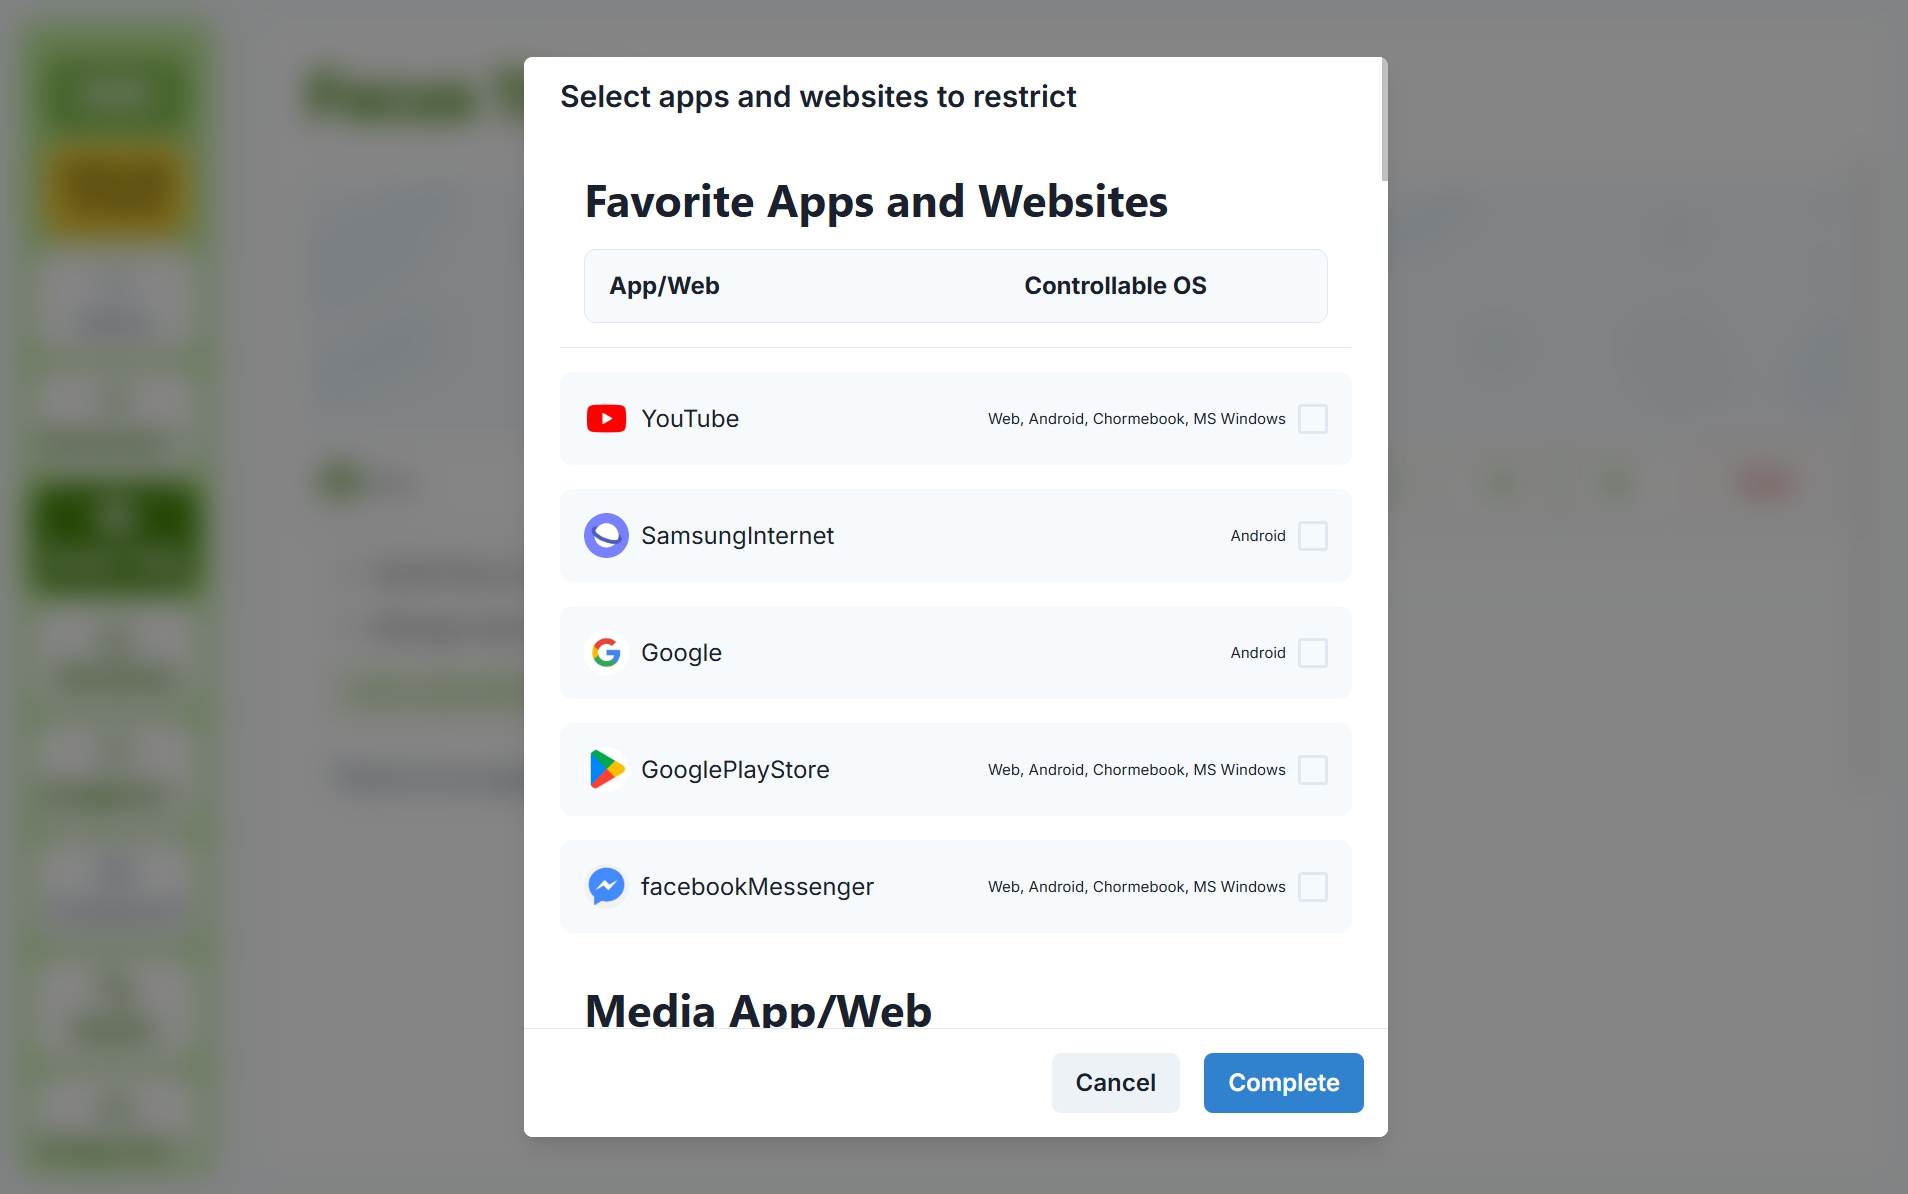 Select apps and websites to restrict
Favorite Apps and Websites
App/Web Controllable OS
YouTube Web, Android, Chormebook, MS Windows
SamsungInternet Android
Google Android
GooglePlayStore Web, Android, Chormebook, MS Windows
facebookMessenger Web, Android, Chormebook, MS Windows
Media App/Web
Cancel Complete